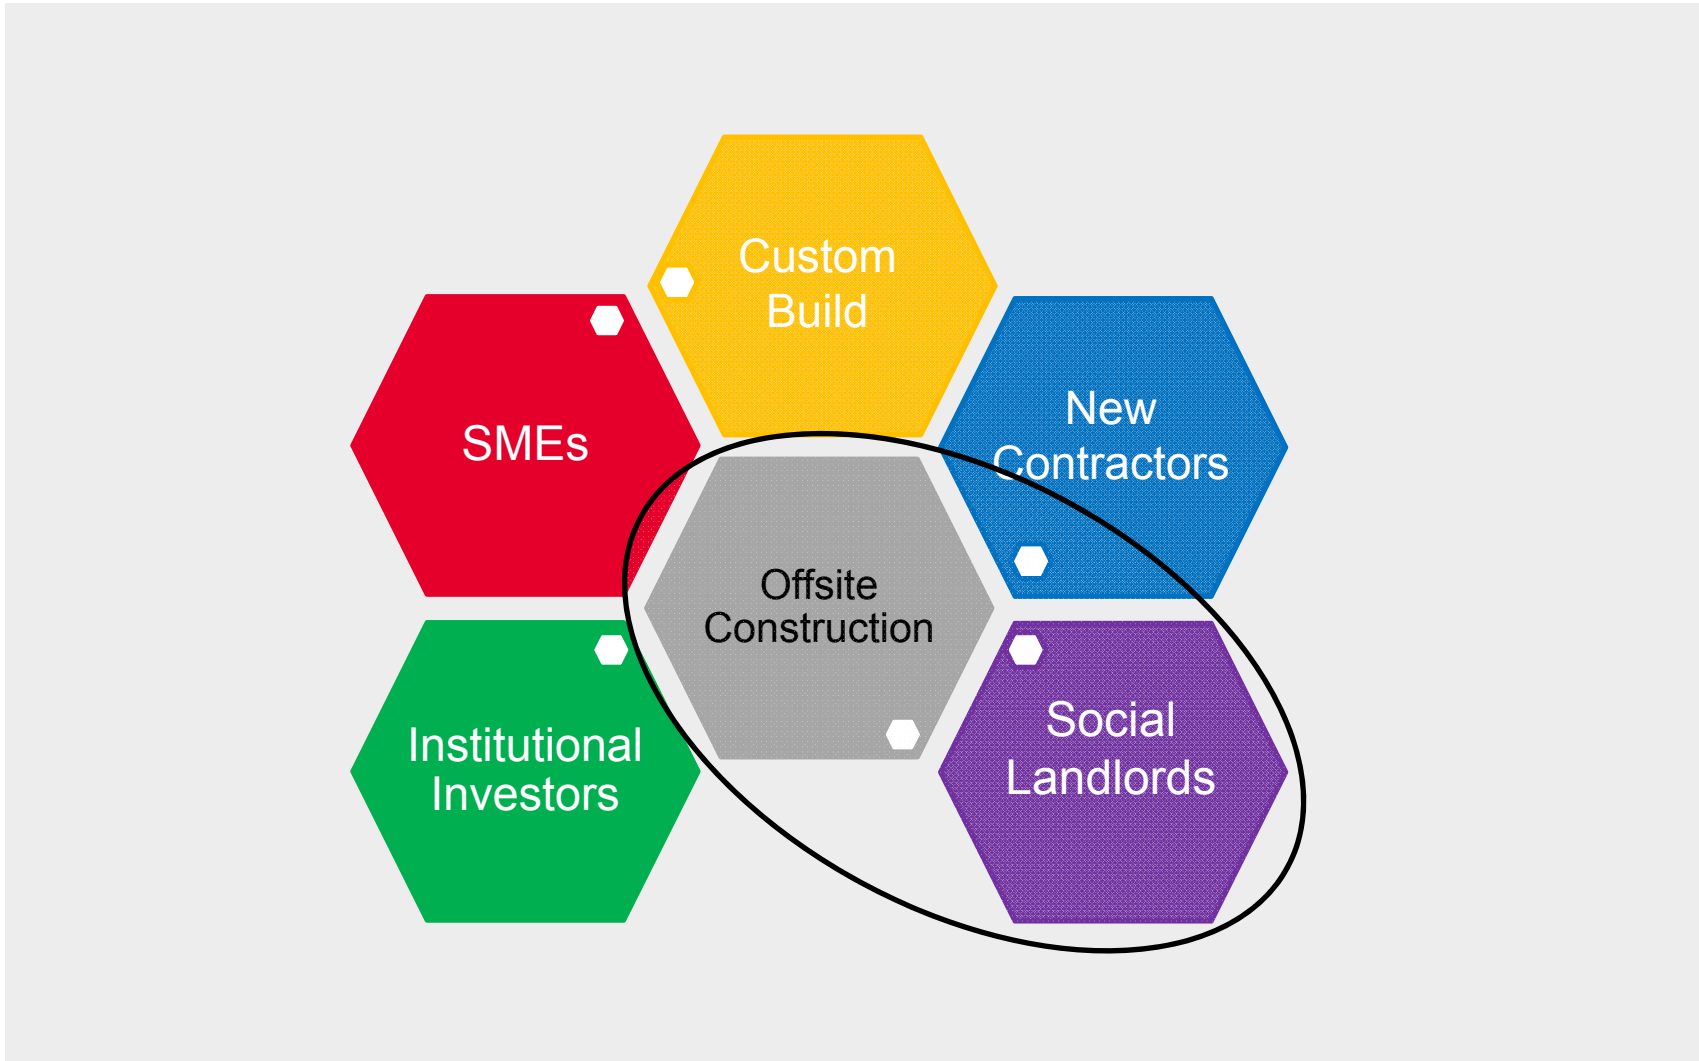 Custom
Build
New
Contractors
SMEs
Offsite
Construction
Social
Landlords
Institutional
Investors